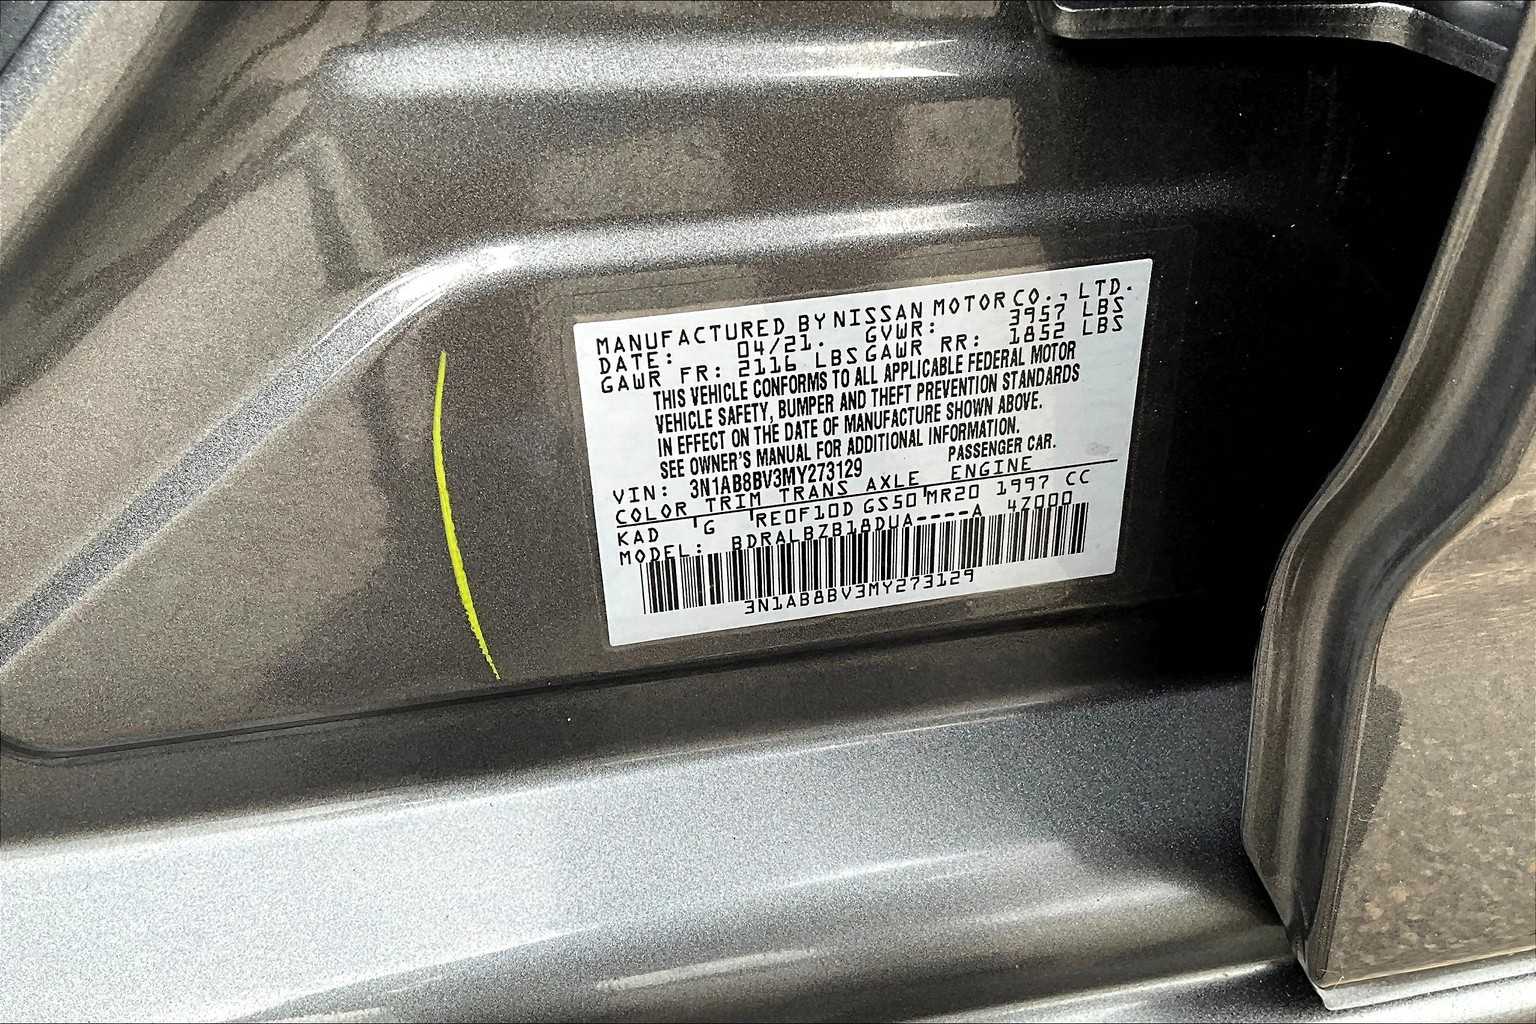 MANUFACTURED BY NISSAN MOTOR CO., LTD.
DATE: 04/21. GVWR: 3957 LBS
GAWR FR: 2116 LBS GAWR RR: 1852 LBS
THIS VEHICLE CONFORMS TO ALL APPLICABLE FEDERAL MOTOR
VEHICLE SAFETY, BUMPER AND THEFT PREVENTION STANDARDS
IN EFFECT ON THE DATE OF MANUFACTURE SHOWN ABOVE.
SEE OWNER'S MANUAL FOR ADDITIONAL INFORMATION.
VIN: 3N1AB8BV3MY273129 PASSENGER CAR.
COLOR TRIM TRANS AXLE ENGINE
KAD G RE0F10D GS50 MR20 1997 CC
MODEL: BDRALBZB18DUA----A 4Z000
3N1AB8BV3MY273129